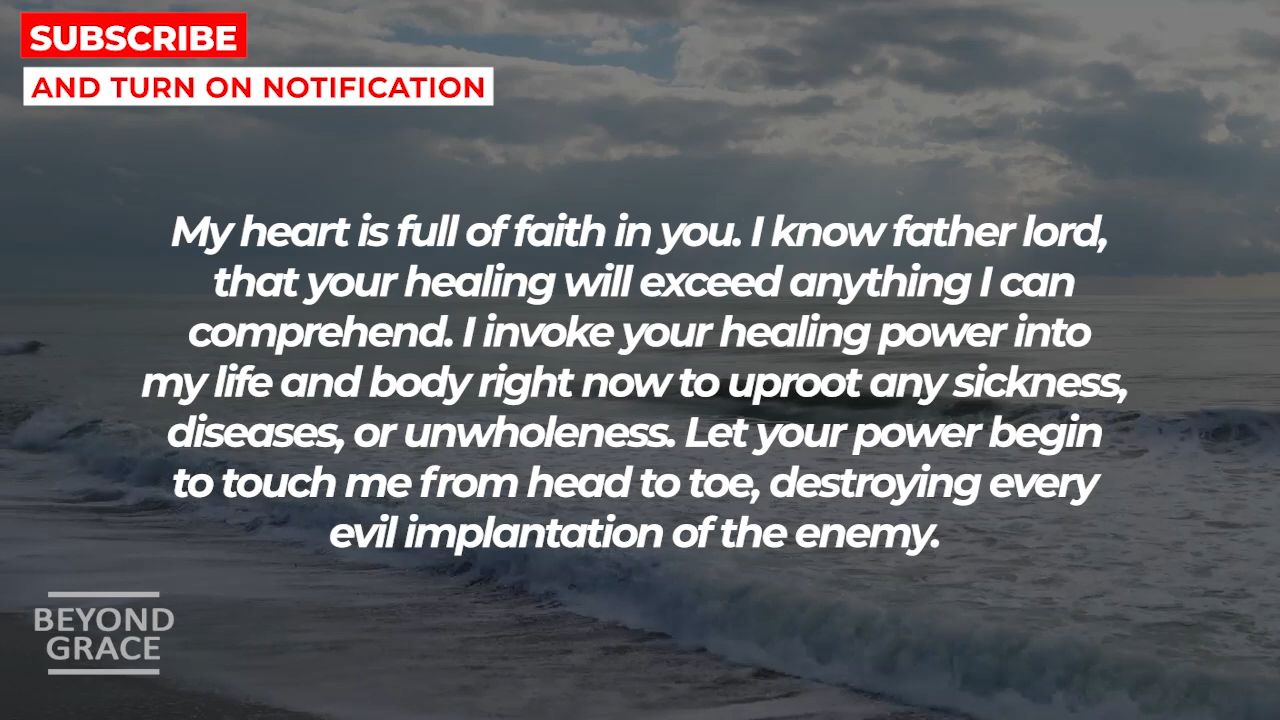 SUBSCRIBE
AND TURN ON NOTIFICATION
My heart is full of faith in you. I know father lord,
that your healing will exceed anything I can
comprehend. I invoke your healing power into
my life and body right now to uproot any sickness,
diseases, or unwholeness. Let your power begin
to touch me from head to toe, destroying every
evil implantation of the enemy.
BEYOND
GRACE